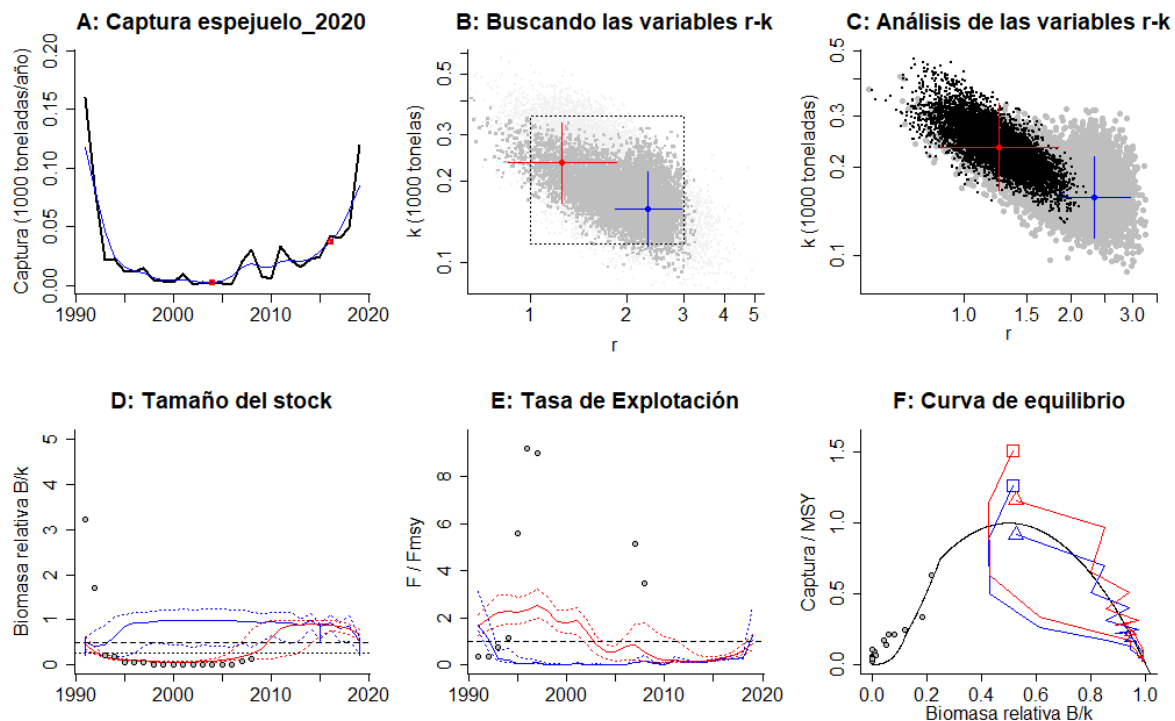 A: Captura espejuelo_2020
Captura (1000 toneladas/año)
0.00 0.05 0.10 0.15 0.20
1990 2000 2010 2020
B: Buscando las variables r-k
k (1000 tonelas)
0.1 0.2 0.3 0.5
1 2 3 4 5
r
C: Análisis de las variables r-k
k (1000 toneladas)
0.1 0.2 0.3 0.5
1.0 1.5 2.0 3.0
r
D: Tamaño del stock
Biomasa relativa B/k
0 1 2 3 4 5
1990 2000 2010 2020
E: Tasa de Explotación
F / Fmsy
0 2 4 6 8
1990 2000 2010 2020
F: Curva de equilibrio
Captura / MSY
0.0 0.5 1.0 1.5
0.0 0.2 0.4 0.6 0.8 1.0
Biomasa relativa B/k